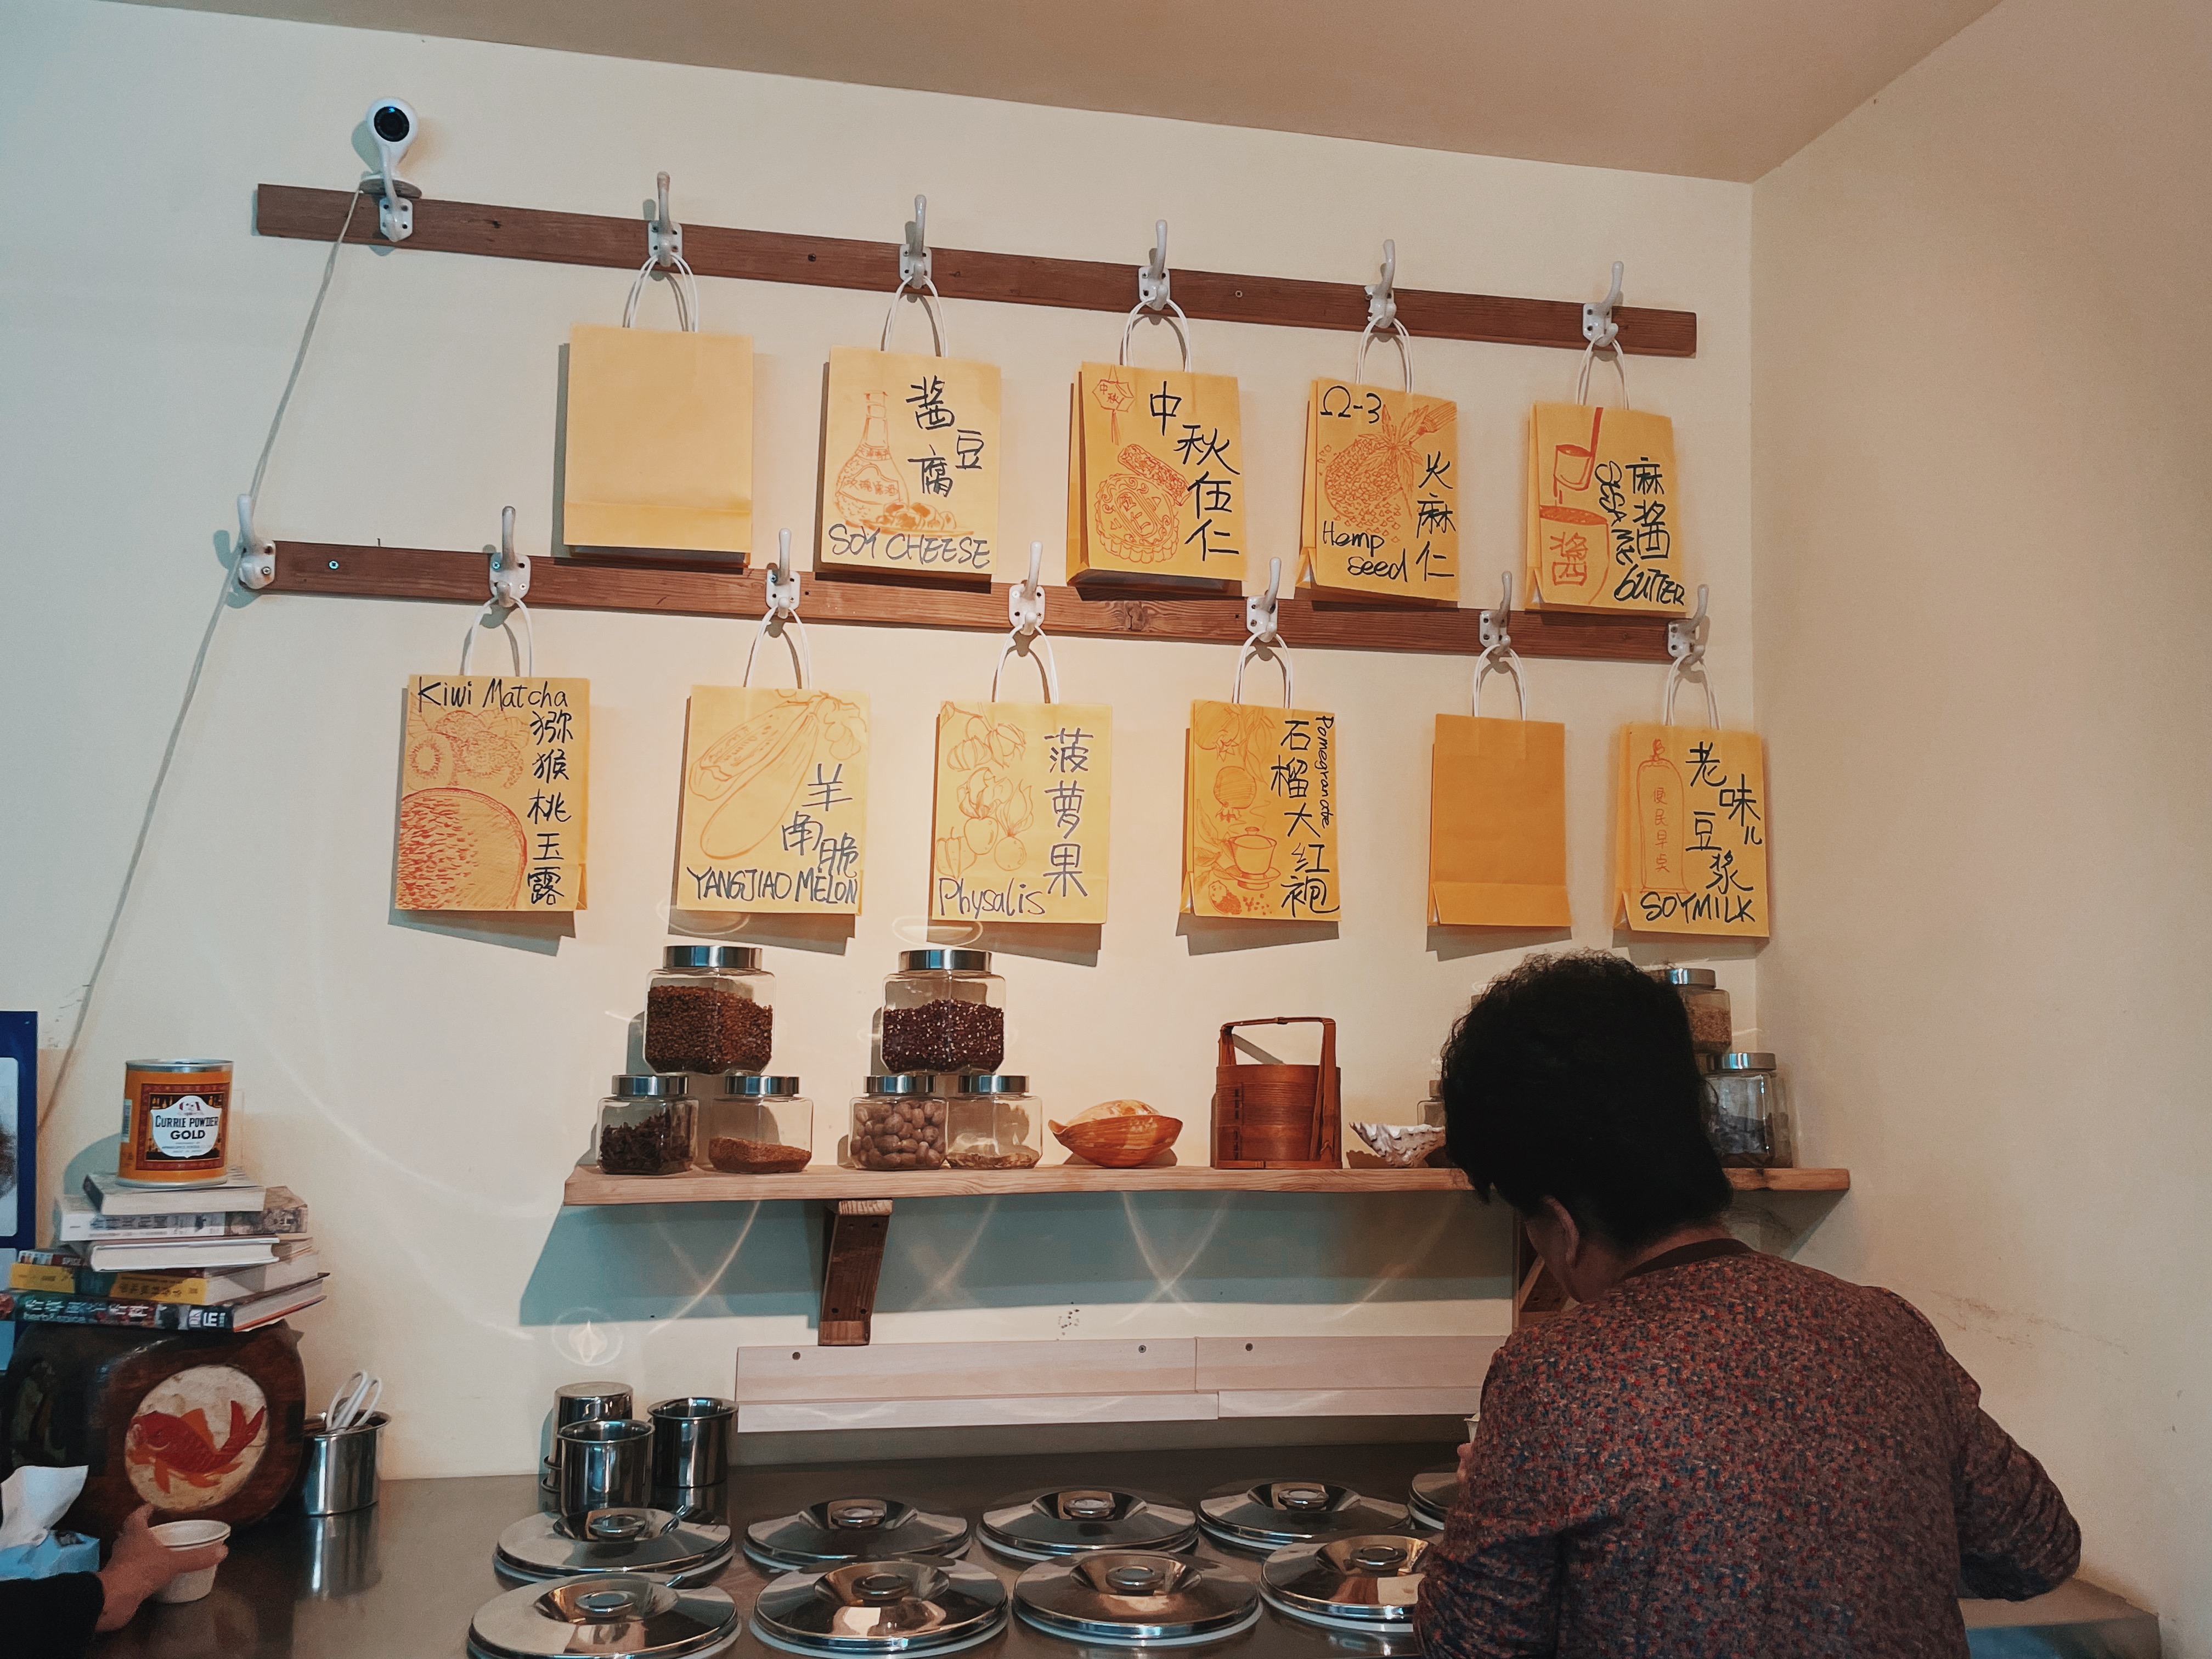 酱豆腐
SOY CHEESE
中秋
中秋伍仁
Ω-3
火麻仁
Hemp
seed
麻酱
SESAME
BUTTER
酱
Kiwi Matcha
猕猴桃玉露
羊角脆
YANGJIAO MELON
菠萝果
Physalis
石榴大红袍
Pomegranate
老味儿
豆浆
SOYMILK
便民早点
CURRIE POWDER
GOLD